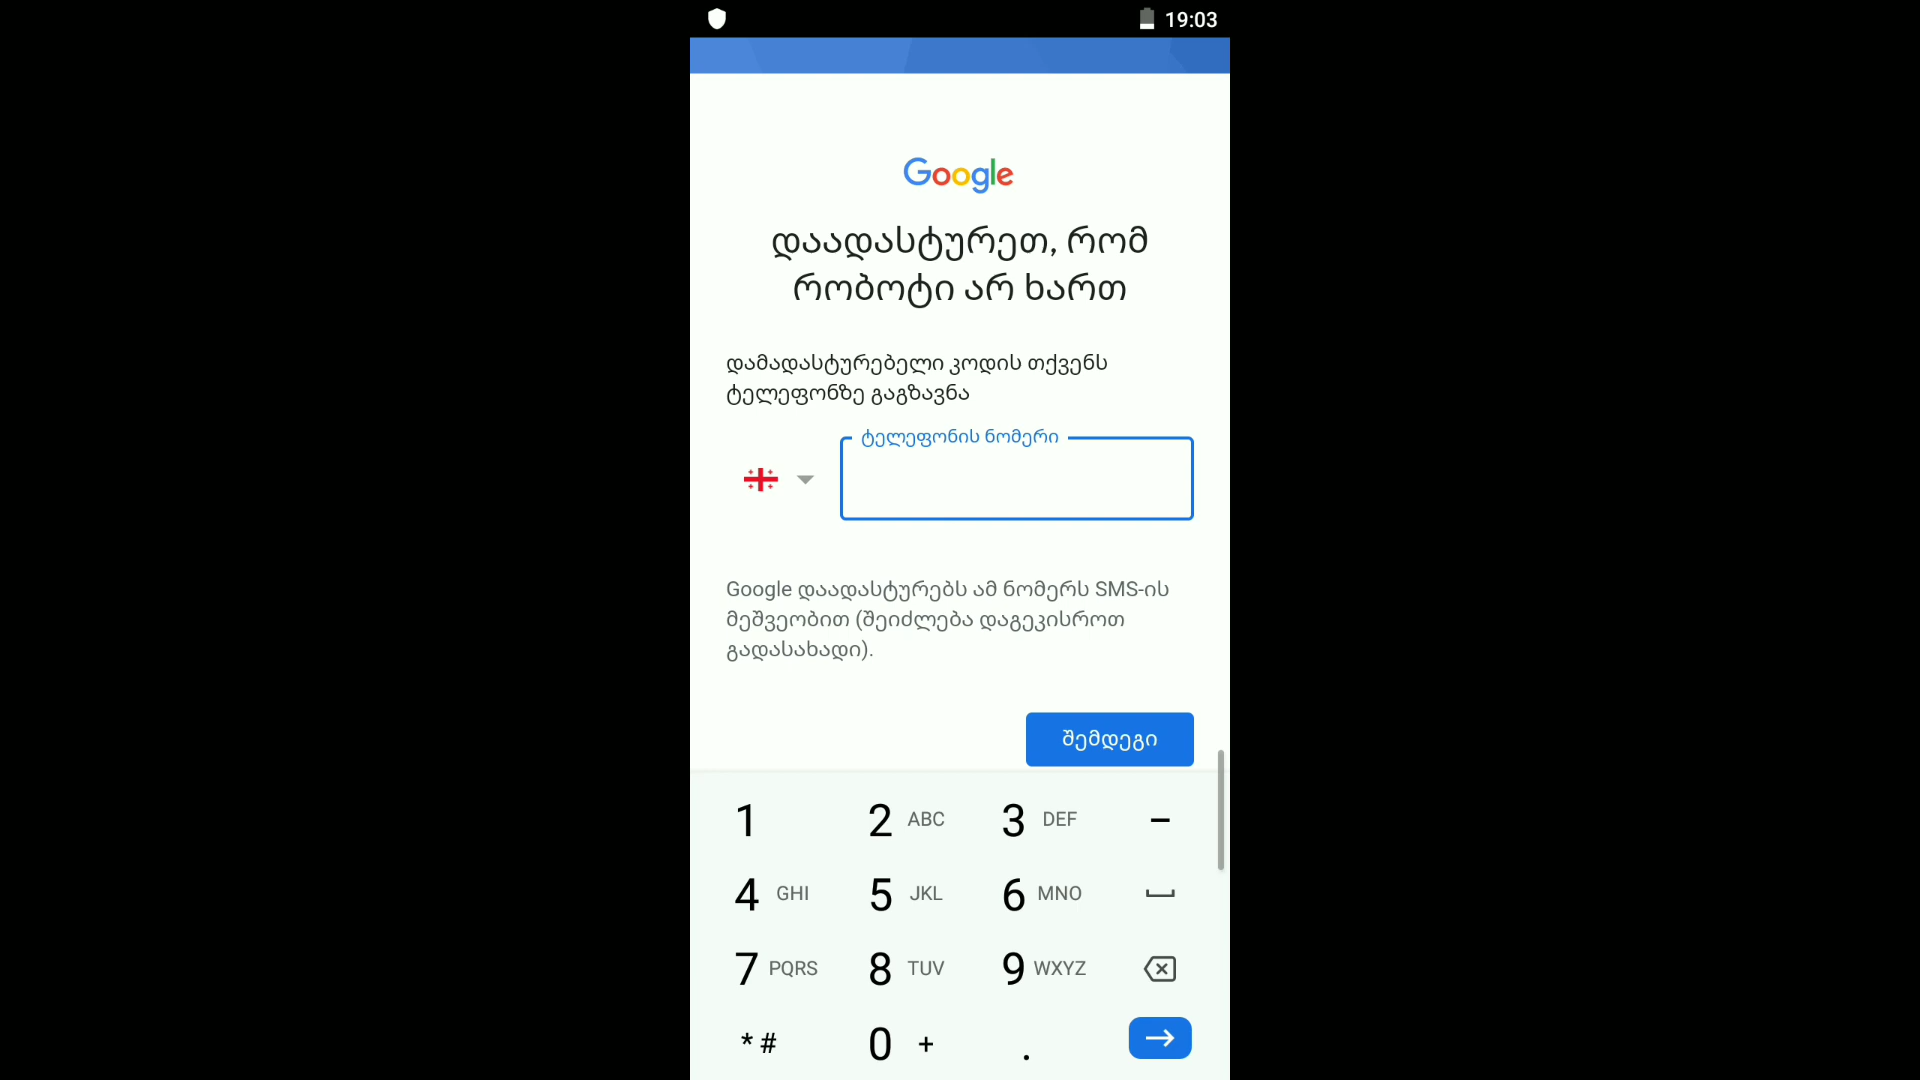 19:03
Google
დაადასტურეთ, რომ
რობოტი არ ხართ
დამადასტურებელი კოდის თქვენს
ტელეფონზე გაგზავნა
ტელეფონის ნომერი
Google დაადასტურებს ამ ნომერს SMS-ის
მეშვეობით (შეიძლება დაგეკისროთ
გადასახადი).
შემდეგი
1 2 ABC 3 DEF –
4 GHI 5 JKL 6 MNO
7 PQRS 8 TUV 9 WXYZ
* # 0 + .